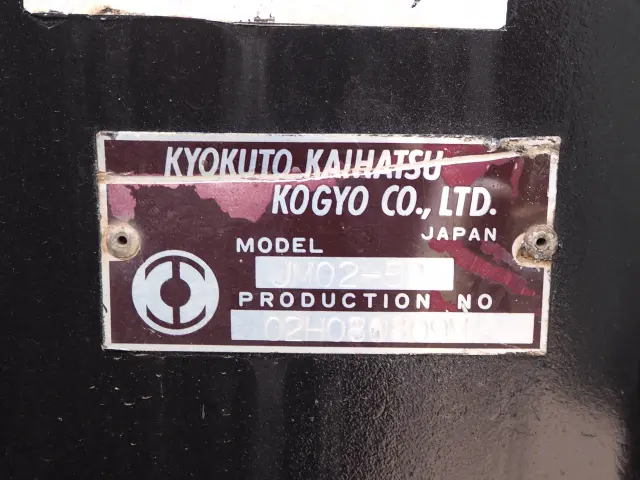 KYOKUTO KAIHATSU
KOGYO CO., LTD.
JAPAN
MODEL
PRODUCTION NO